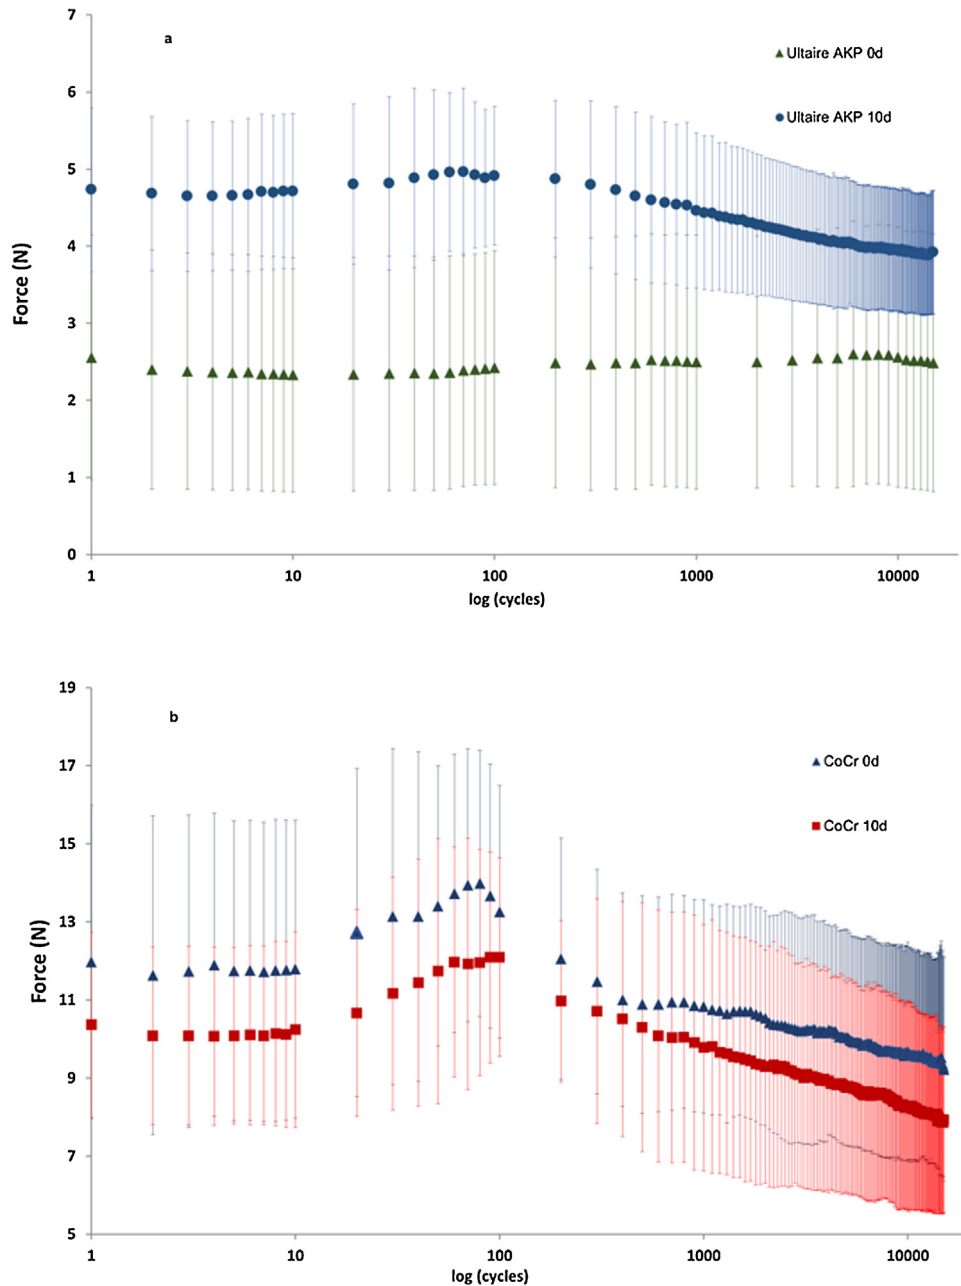 7
a
Ultaire AKP 0d
6
Ultaire AKP 10d
5
4
Force (N)
3
2
1
0
1 10 100 1000 10000
log (cycles)
19
b
17
CoCr 0d
15
CoCr 10d
13
11
Force (N)
9
7
5
1 10 100 1000 10000
log (cycles)